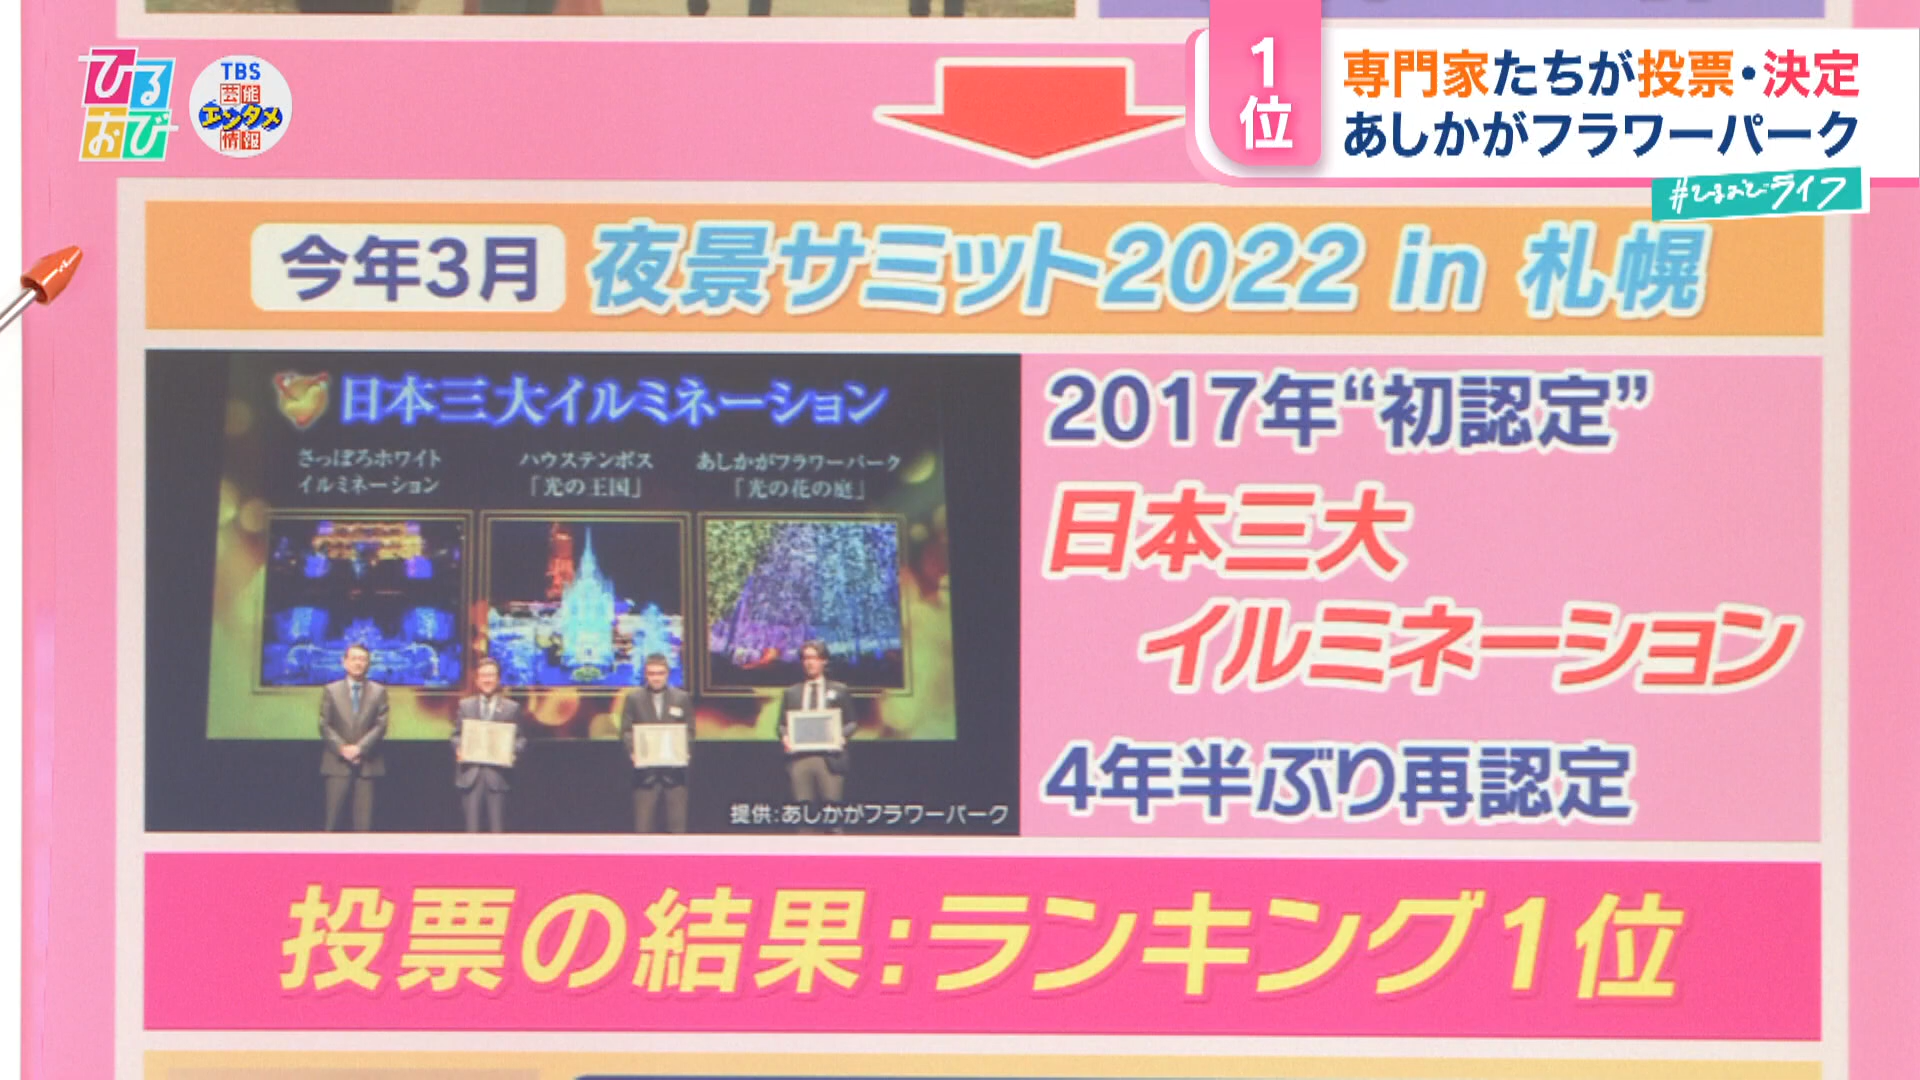 ひるおび
TBS
芸能
エンタメ
情報
1位
専門家たちが投票・決定
あしかがフラワーパーク
#ひるおびライフ
今年3月 夜景サミット2022 in 札幌
日本三大イルミネーション
さっぽろホワイト
イルミネーション
ハウステンボス
「光の王国」
あしかがフラワーパーク
「光の花の庭」
提供:あしかがフラワーパーク
2017年“初認定”
日本三大
イルミネーション
4年半ぶり再認定
投票の結果:ランキング1位